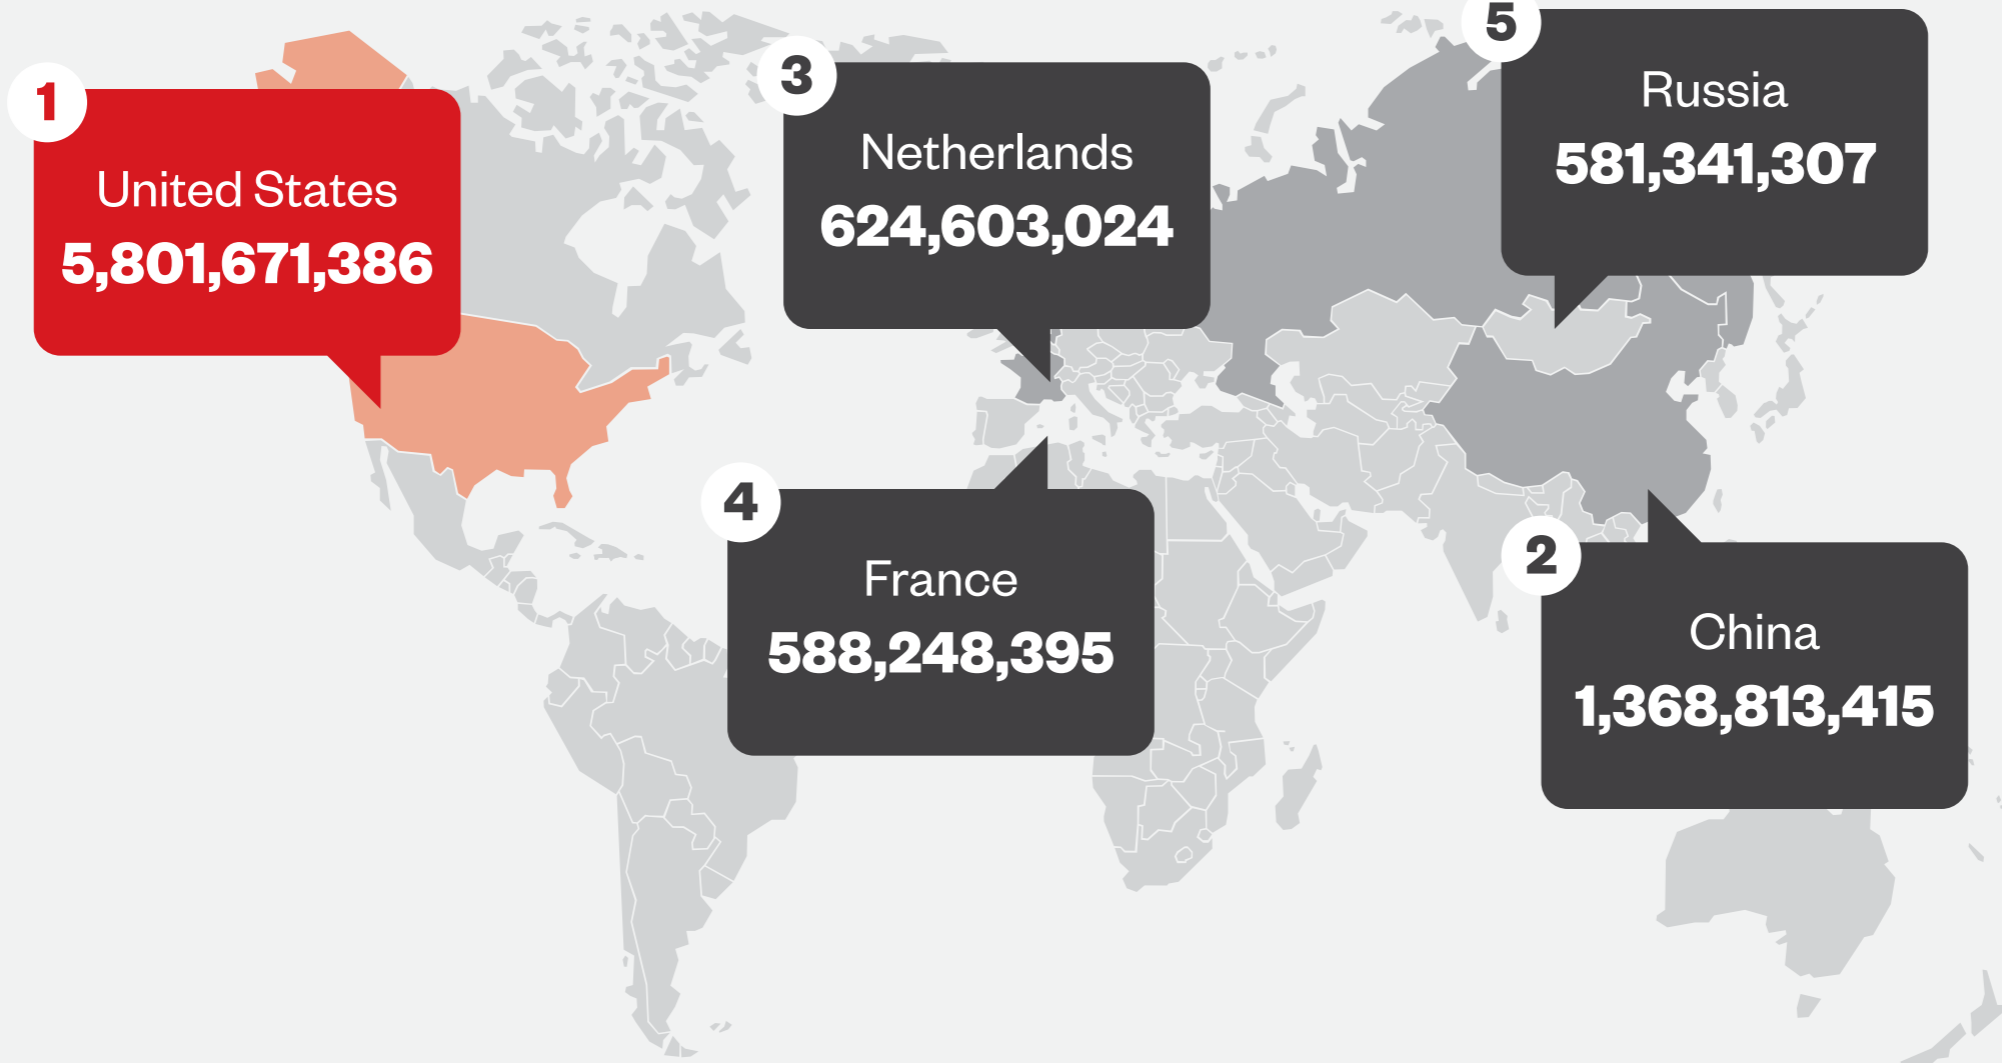 1
United States
5,801,671,386
2
China
1,368,813,415
3
Netherlands
624,603,024
4
France
588,248,395
5
Russia
581,341,307